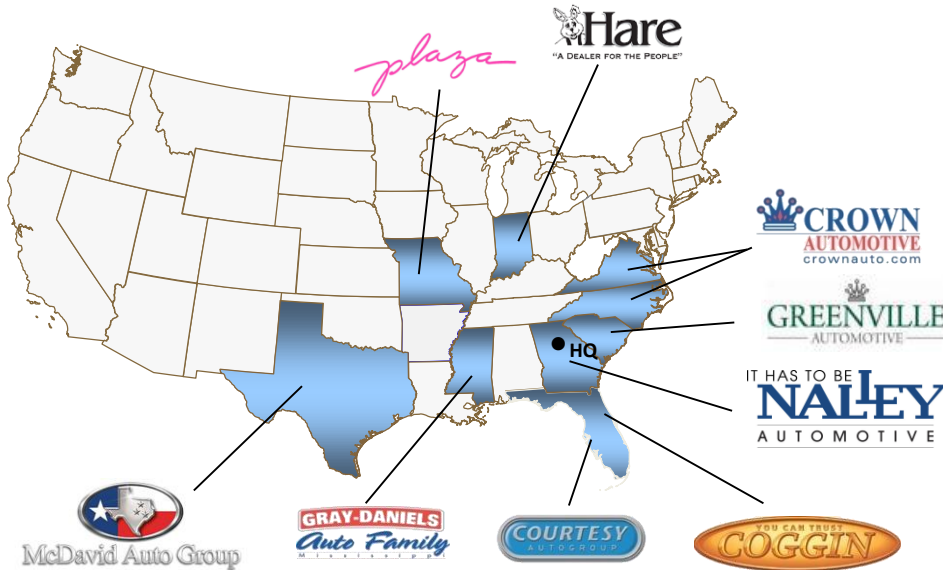 plaza
Hare
"A DEALER FOR THE PEOPLE"
CROWN
AUTOMOTIVE
crownauto.com
GREENVILLE
AUTOMOTIVE
HQ
IT HAS TO BE
NALLEY
AUTOMOTIVE
McDavid Auto Group
GRAY-DANIELS
Auto Family
Mississippi
COURTESY
AUTOGROUP
YOU CAN TRUST
COGGIN